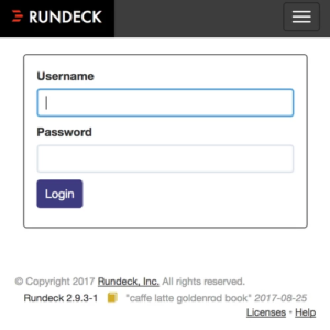 RUNDECK
Username
Password
Login
© Copyright 2017 Rundeck, Inc. All rights reserved.
Rundeck 2.9.3-1 "caffe latte goldenrod book" 2017-08-25
Licenses • Help